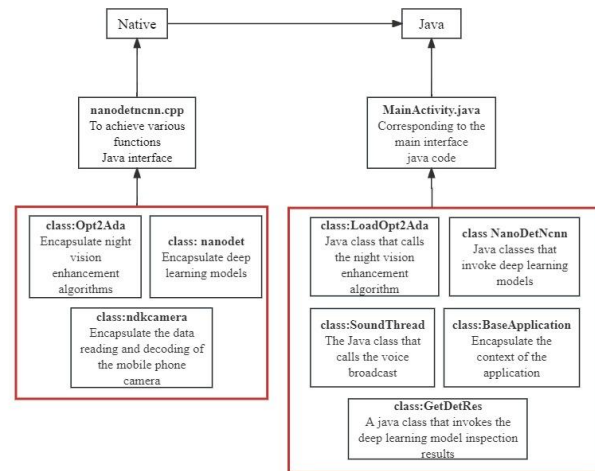 Native
Java
nanodetncnn.cpp
To achieve various
functions
Java interface
MainActivity.java
Corresponding to the
main interface
java code
class:Opt2Ada
Encapsulate night
vision
enhancement
algorithms
class: nanodet
Encapsulate deep
learning models
class:ndkcamera
Encapsulate the data
reading and decoding of
the mobile phone
camera
class:LoadOpt2Ada
Java class that calls
the night vision
enhancement
algorithm
class NanoDetNcnn
Java classes that
invoke deep learning
models
class:SoundThread
The Java class that
calls the voice
broadcast
class:BaseApplication
Encapsulate the
context of the
application
class:GetDetRes
A java class that invokes the
deep learning model inspection
results